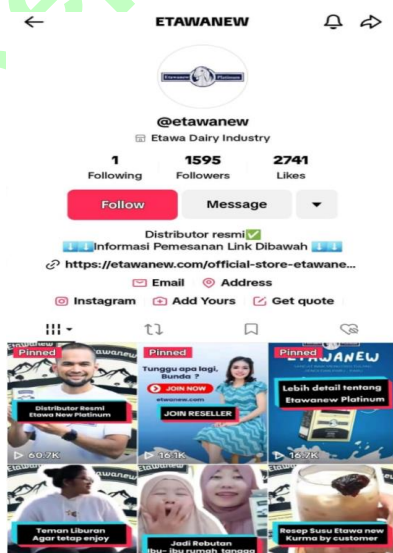 ETAWANEW
Etawanew Platinum
@etawanew
Etawa Dairy Industry
1 1595 2741
Following Followers Likes
Follow Message
Distributor resmi✅
⬇️⬇️Informasi Pemesanan Link Dibawah⬇️⬇️
https://etawanew.com/official-store-etawane...
Email Address
Instagram Add Yours Get quote
Pinned
Distributor Resmi
Etawa New Platinum
60.7K
Pinned
Tunggu apa lagi,
Bunda ?
JOIN NOW
etawanew.com
JOIN RESELLER
16.1K
Pinned
ETAWANEW
Lebih detail tentang
Etawanew Platinum
16.7K
Teman Liburan
Agar tetap enjoy
Jadi Rebutan
Ibu- ibu rumah tangga
Resep Susu Etawa new
Kurma by customer